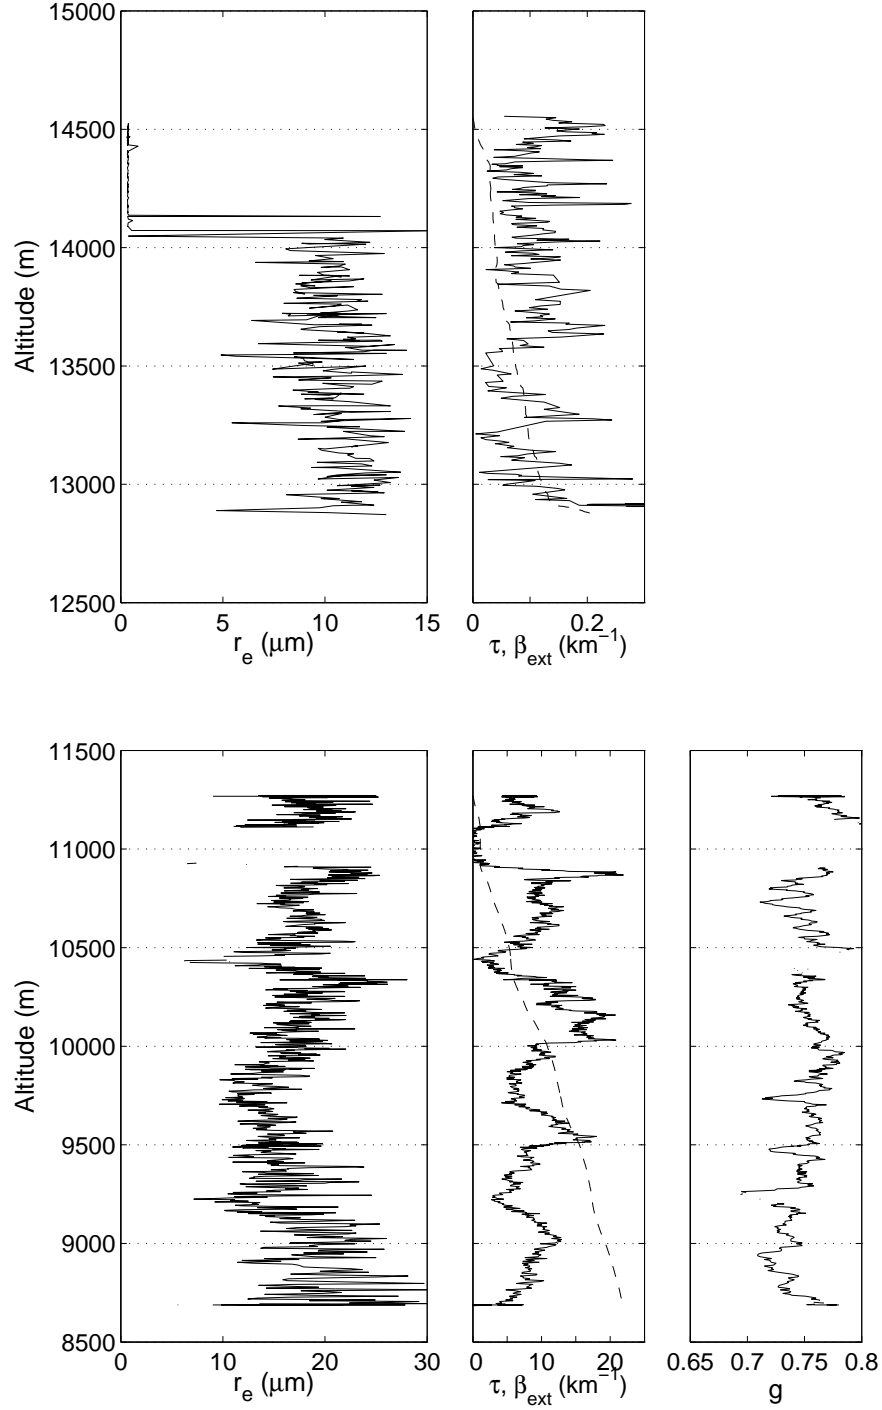 15000
14500
14000
13500
13000
12500
Altitude (m)
0 5 10 15
r_e (μm)
0 0.2
τ, β_ext (km⁻¹)
11500
11000
10500
10000
9500
9000
8500
Altitude (m)
0 10 20 30
r_e (μm)
0 10 20
τ, β_ext (km⁻¹)
0.65 0.7 0.75 0.8
g